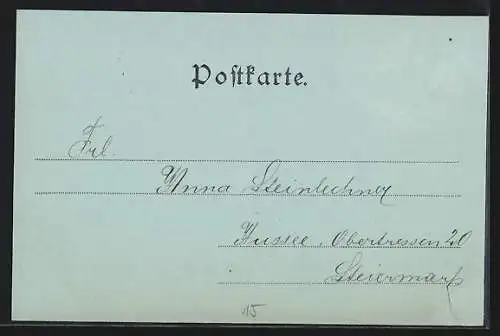 Postkarte.
Frl.
Anna Steinlechner
Aussee, Obertressen 20
Steiermark
15